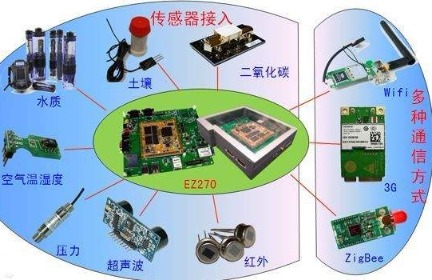 传感器接入
水质
土壤
二氧化碳
Wifi
多种通信方式
空气温湿度
EZ270
3G
压力
超声波
红外
ZigBee